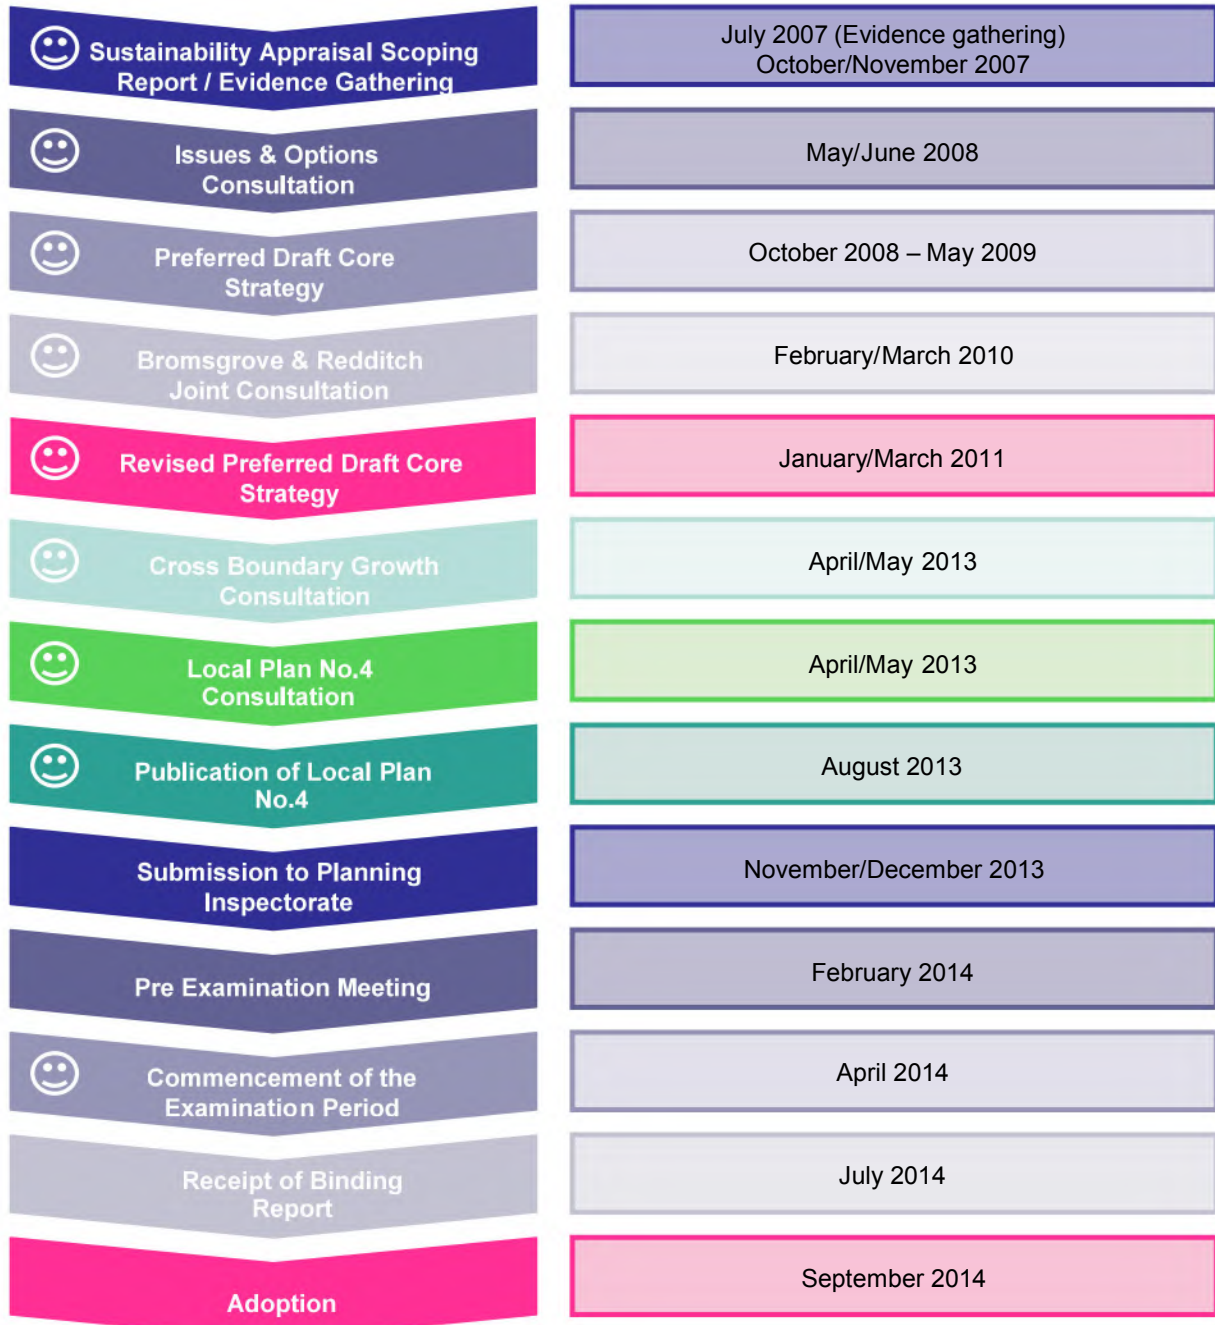 Sustainability Appraisal Scoping
Report / Evidence Gathering
July 2007 (Evidence gathering)
October/November 2007
Issues & Options
Consultation
May/June 2008
Preferred Draft Core
Strategy
October 2008 – May 2009
Bromsgrove & Redditch
Joint Consultation
February/March 2010
Revised Preferred Draft Core
Strategy
January/March 2011
Cross Boundary Growth
Consultation
April/May 2013
Local Plan No.4
Consultation
April/May 2013
Publication of Local Plan
No.4
August 2013
Submission to Planning
Inspectorate
November/December 2013
Pre Examination Meeting
February 2014
Commencement of the
Examination Period
April 2014
Receipt of Binding
Report
July 2014
Adoption
September 2014